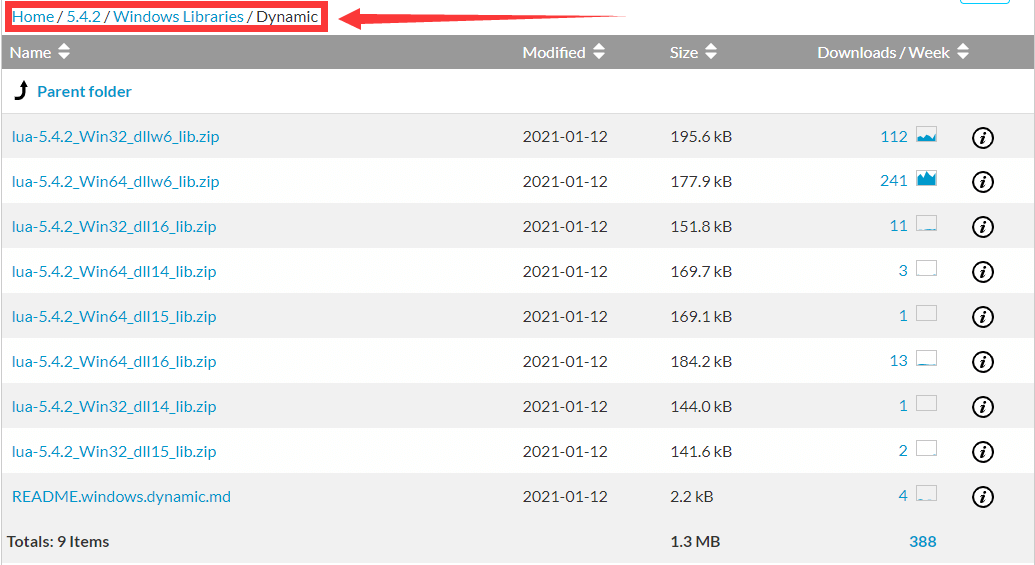 Home / 5.4.2 / Windows Libraries / Dynamic
Name Modified Size Downloads / Week
Parent folder
lua-5.4.2_Win32_dllw6_lib.zip 2021-01-12 195.6 kB 112
lua-5.4.2_Win64_dllw6_lib.zip 2021-01-12 177.9 kB 241
lua-5.4.2_Win32_dll16_lib.zip 2021-01-12 151.8 kB 11
lua-5.4.2_Win64_dll14_lib.zip 2021-01-12 169.7 kB 3
lua-5.4.2_Win64_dll15_lib.zip 2021-01-12 169.1 kB 1
lua-5.4.2_Win64_dll16_lib.zip 2021-01-12 184.2 kB 13
lua-5.4.2_Win32_dll14_lib.zip 2021-01-12 144.0 kB 1
lua-5.4.2_Win32_dll15_lib.zip 2021-01-12 141.6 kB 2
README.windows.dynamic.md 2021-01-12 2.2 kB 4
Totals: 9 Items 1.3 MB 388